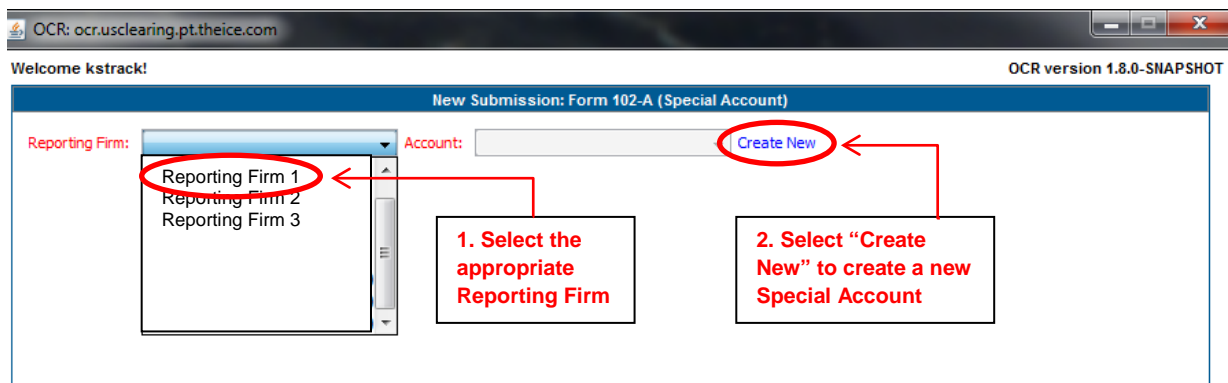 OCR: ocr.usclearing.pt.theice.com
Welcome kstrack!
OCR version 1.8.0-SNAPSHOT
New Submission: Form 102-A (Special Account)
Reporting Firm:
Account:
Create New
Reporting Firm 1
Reporting Firm 2
Reporting Firm 3
1. Select the
appropriate
Reporting Firm
2. Select “Create
New” to create a new
Special Account